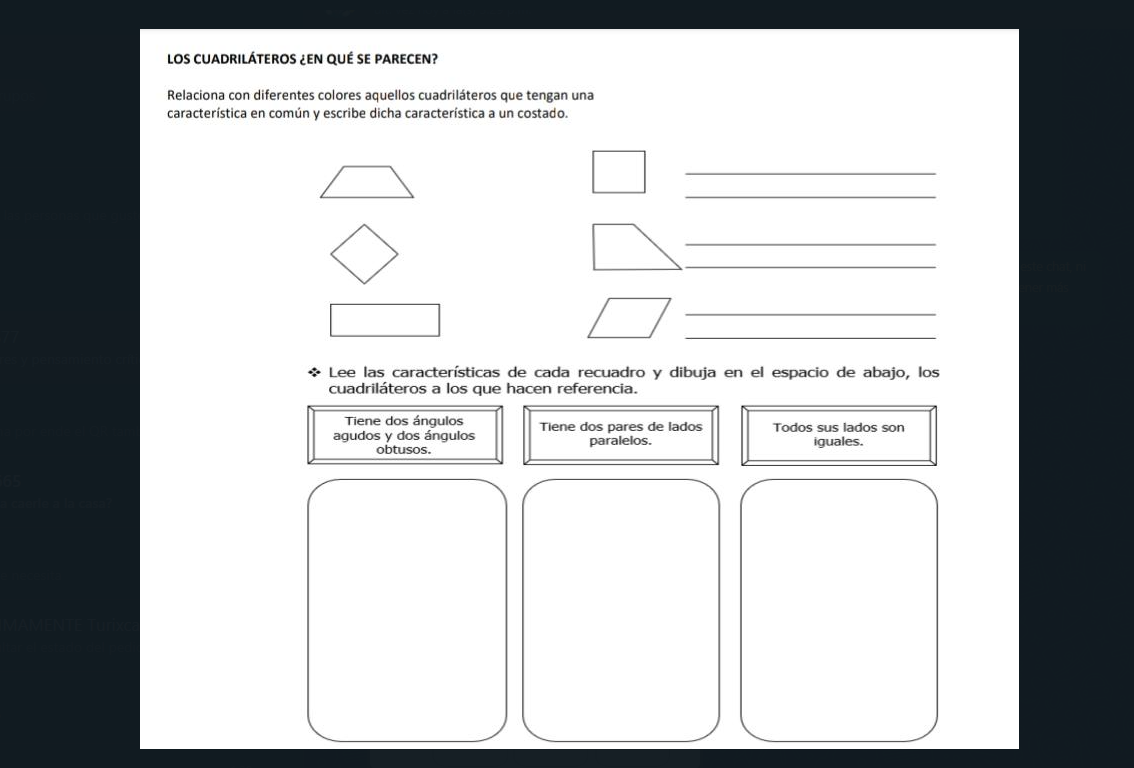 LOS CUADRILÁTEROS ¿EN QUÉ SE PARECEN?
Relaciona con diferentes colores aquellos cuadriláteros que tengan una
característica en común y escribe dicha característica a un costado.
❖ Lee las características de cada recuadro y dibuja en el espacio de abajo, los
cuadriláteros a los que hacen referencia.
Tiene dos ángulos
agudos y dos ángulos
obtusos.
Tiene dos pares de lados
paralelos.
Todos sus lados son
iguales.